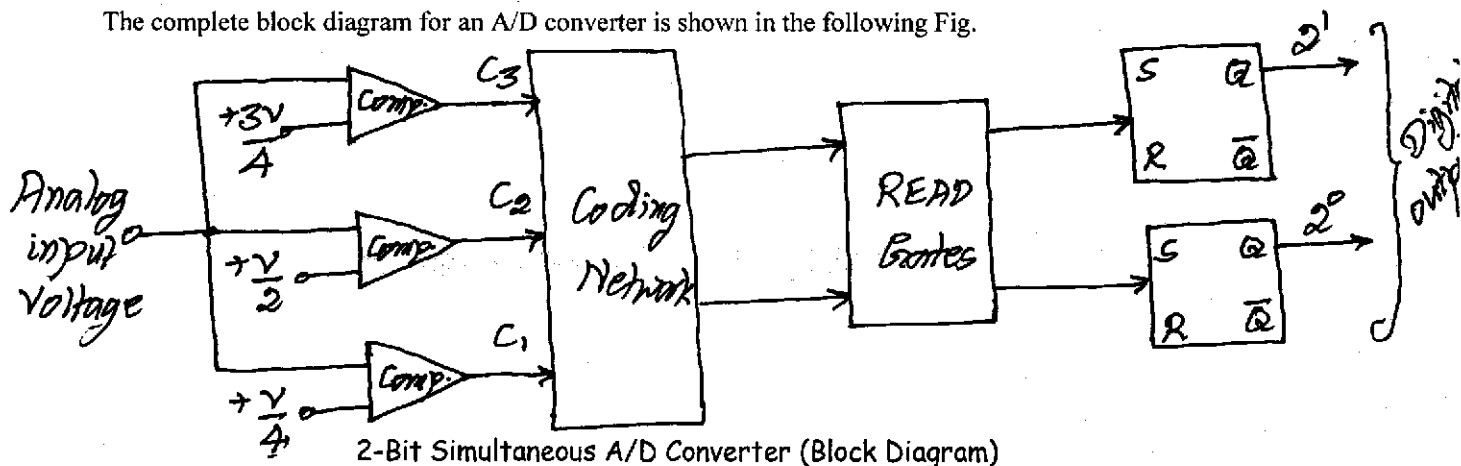 The complete block diagram for an A/D converter is shown in the following Fig.
Analog
input
voltage
+3V
4
Comp.
C3
+V
2
Comp.
C2
+V
4
Comp.
C1
Coding
Network
READ
Gates
S Q
R Q̅
2¹
S Q
R Q̅
2⁰
2-Bit Simultaneous A/D Converter (Block Diagram)